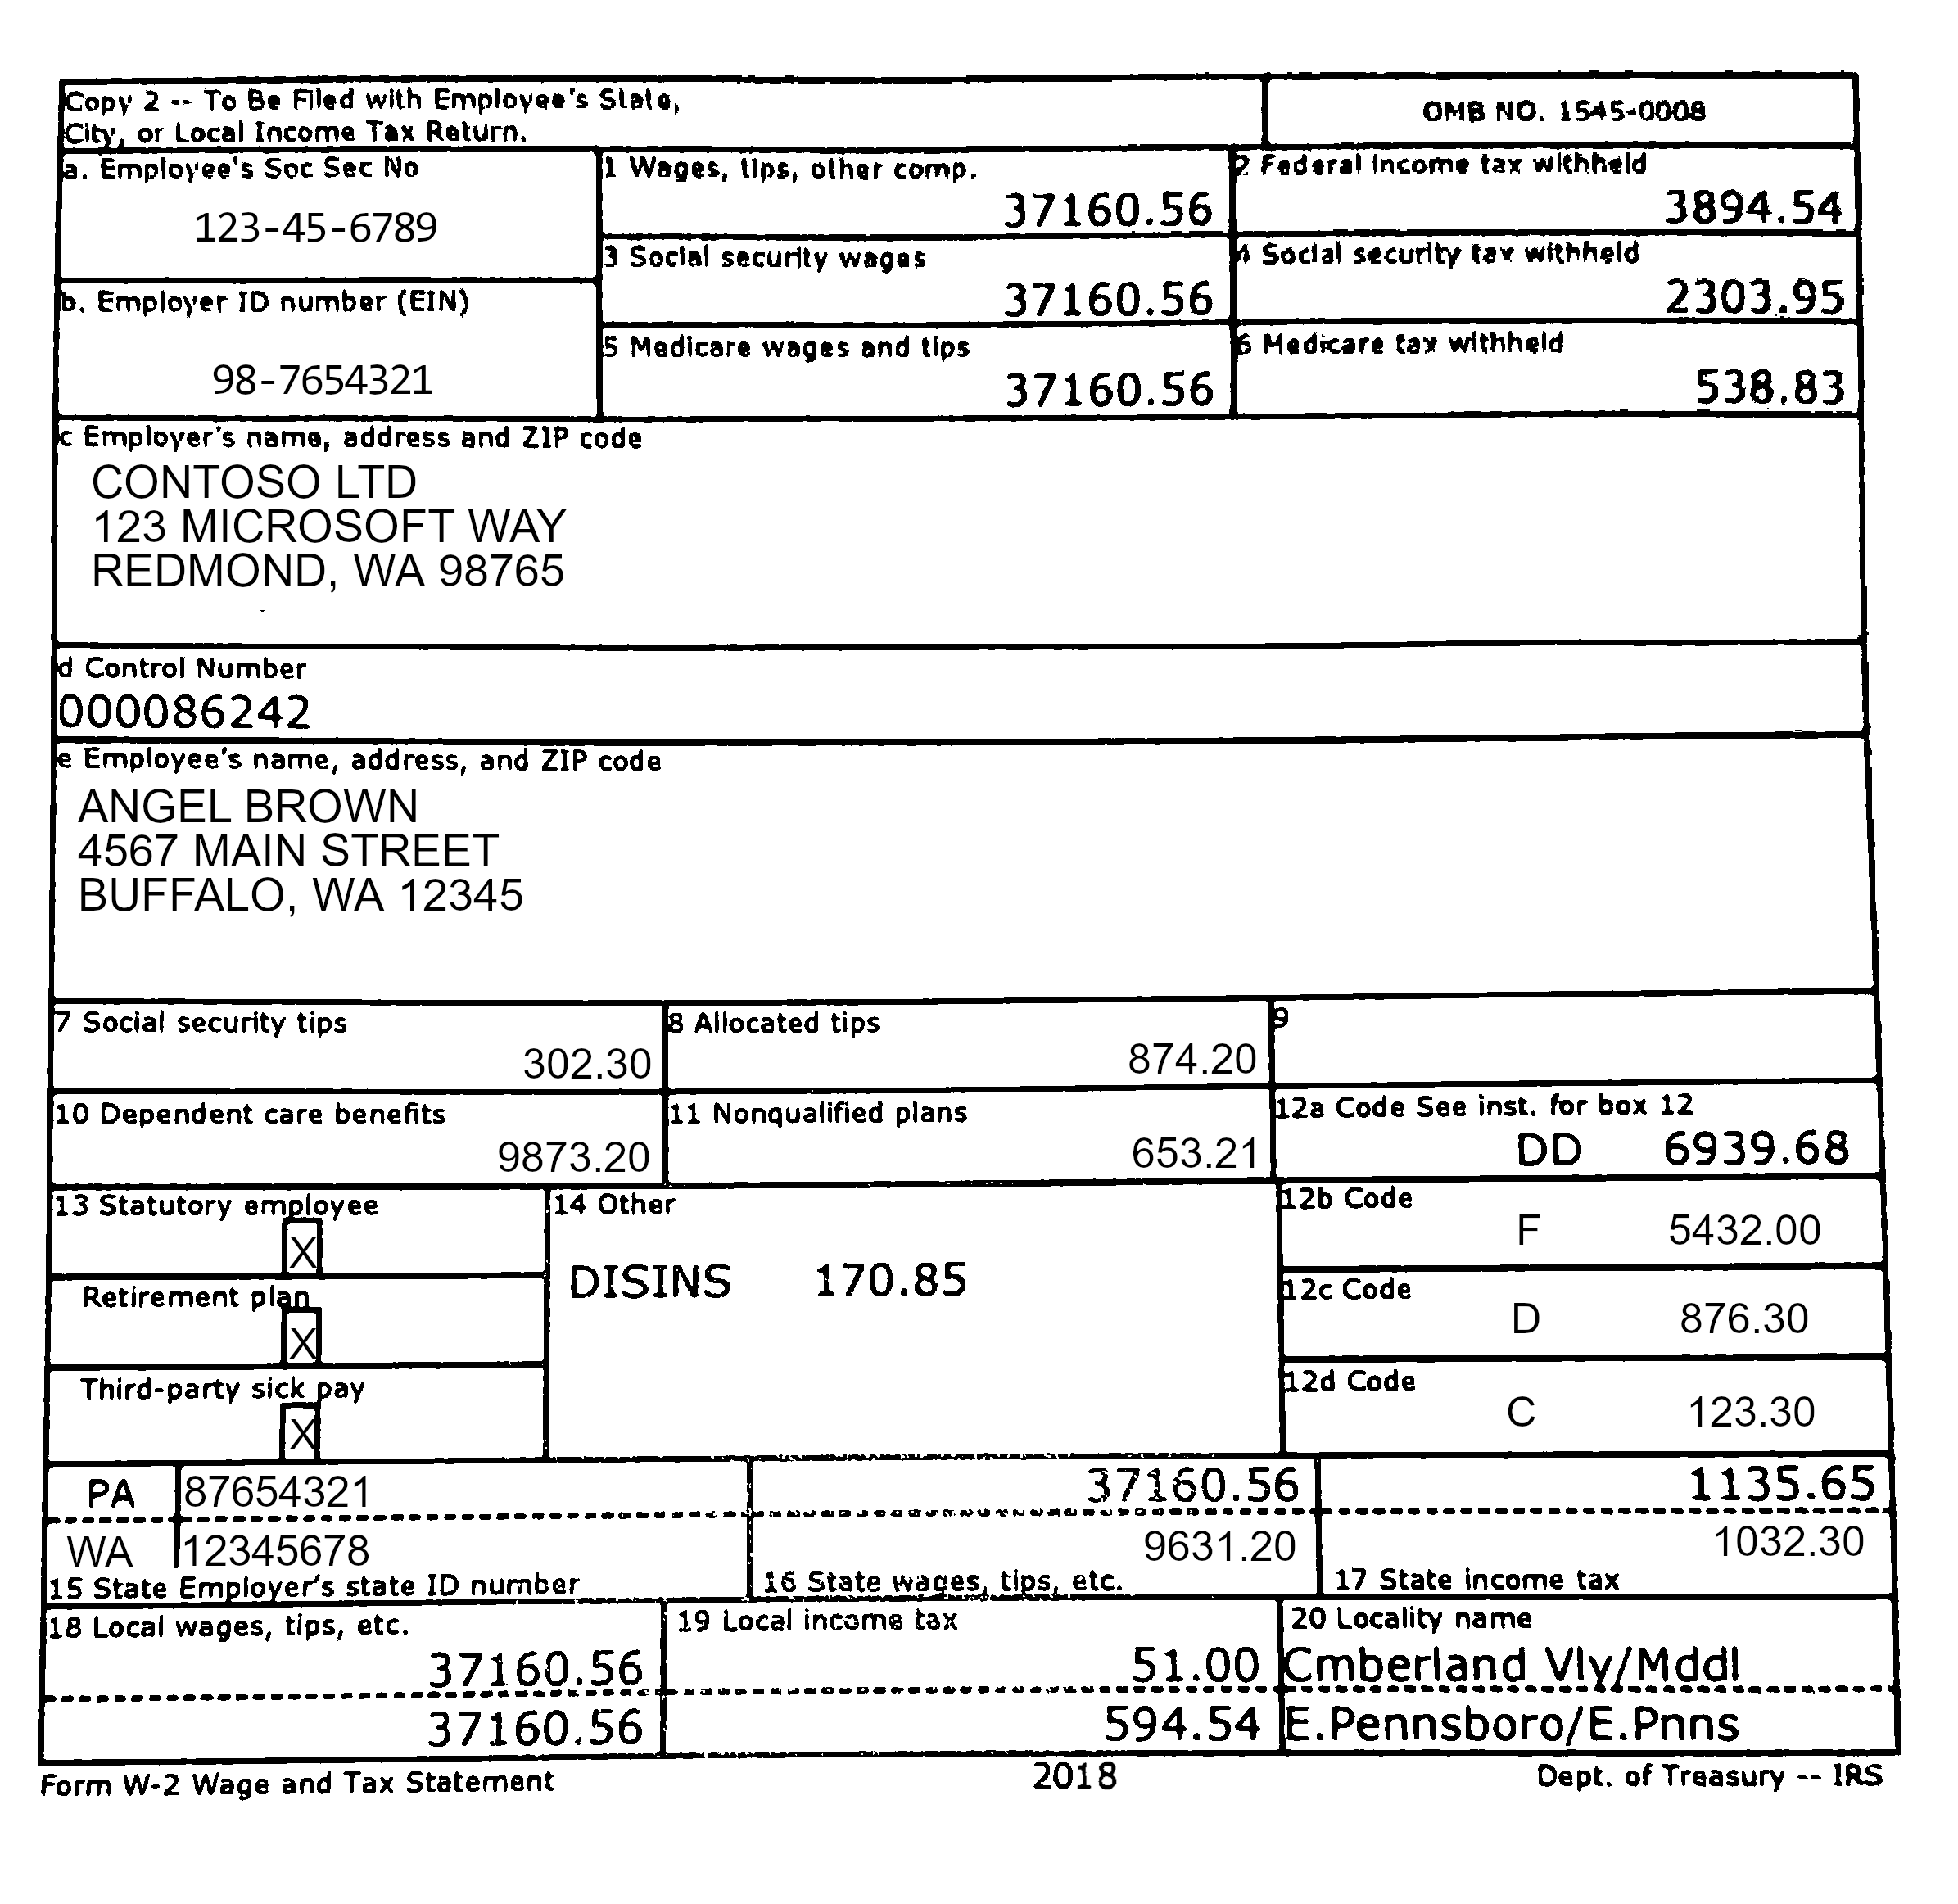 Copy 2 -- To Be Filed with Employee's State,
City, or Local Income Tax Return.
OMB NO. 1545-0008
a. Employee's Soc Sec No
123-45-6789
1 Wages, tips, other comp.
37160.56
2 Federal income tax withheld
3894.54
3 Social security wages
37160.56
4 Social security tax withheld
2303.95
b. Employer ID number (EIN)
98-7654321
5 Medicare wages and tips
37160.56
6 Medicare tax withheld
538.83
c Employer's name, address and ZIP code
CONTOSO LTD
123 MICROSOFT WAY
REDMOND, WA 98765
d Control Number
000086242
e Employee's name, address, and ZIP code
ANGEL BROWN
4567 MAIN STREET
BUFFALO, WA 12345
7 Social security tips
302.30
8 Allocated tips
874.20
9
10 Dependent care benefits
9873.20
11 Nonqualified plans
653.21
12a Code See inst. for box 12
DD 6939.68
13 Statutory employee
X
Retirement plan
X
Third-party sick pay
X
14 Other
DISINS 170.85
12b Code
F 5432.00
12c Code
D 876.30
12d Code
C 123.30
PA 87654321 37160.56 1135.65
WA 12345678 9631.20 1032.30
15 State Employer's state ID number 16 State wages, tips, etc. 17 State income tax
18 Local wages, tips, etc. 19 Local income tax 20 Locality name
37160.56 51.00 Cmberland Vly/Mddl
37160.56 594.54 E.Pennsboro/E.Pnns
Form W-2 Wage and Tax Statement 2018 Dept. of Treasury -- IRS